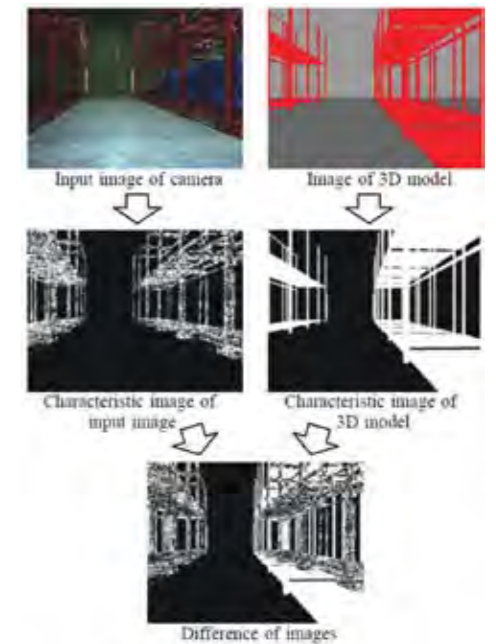 Input image of camera
Image of 3D model
Characteristic image of
input image
Characteristic image of
3D model
Difference of images